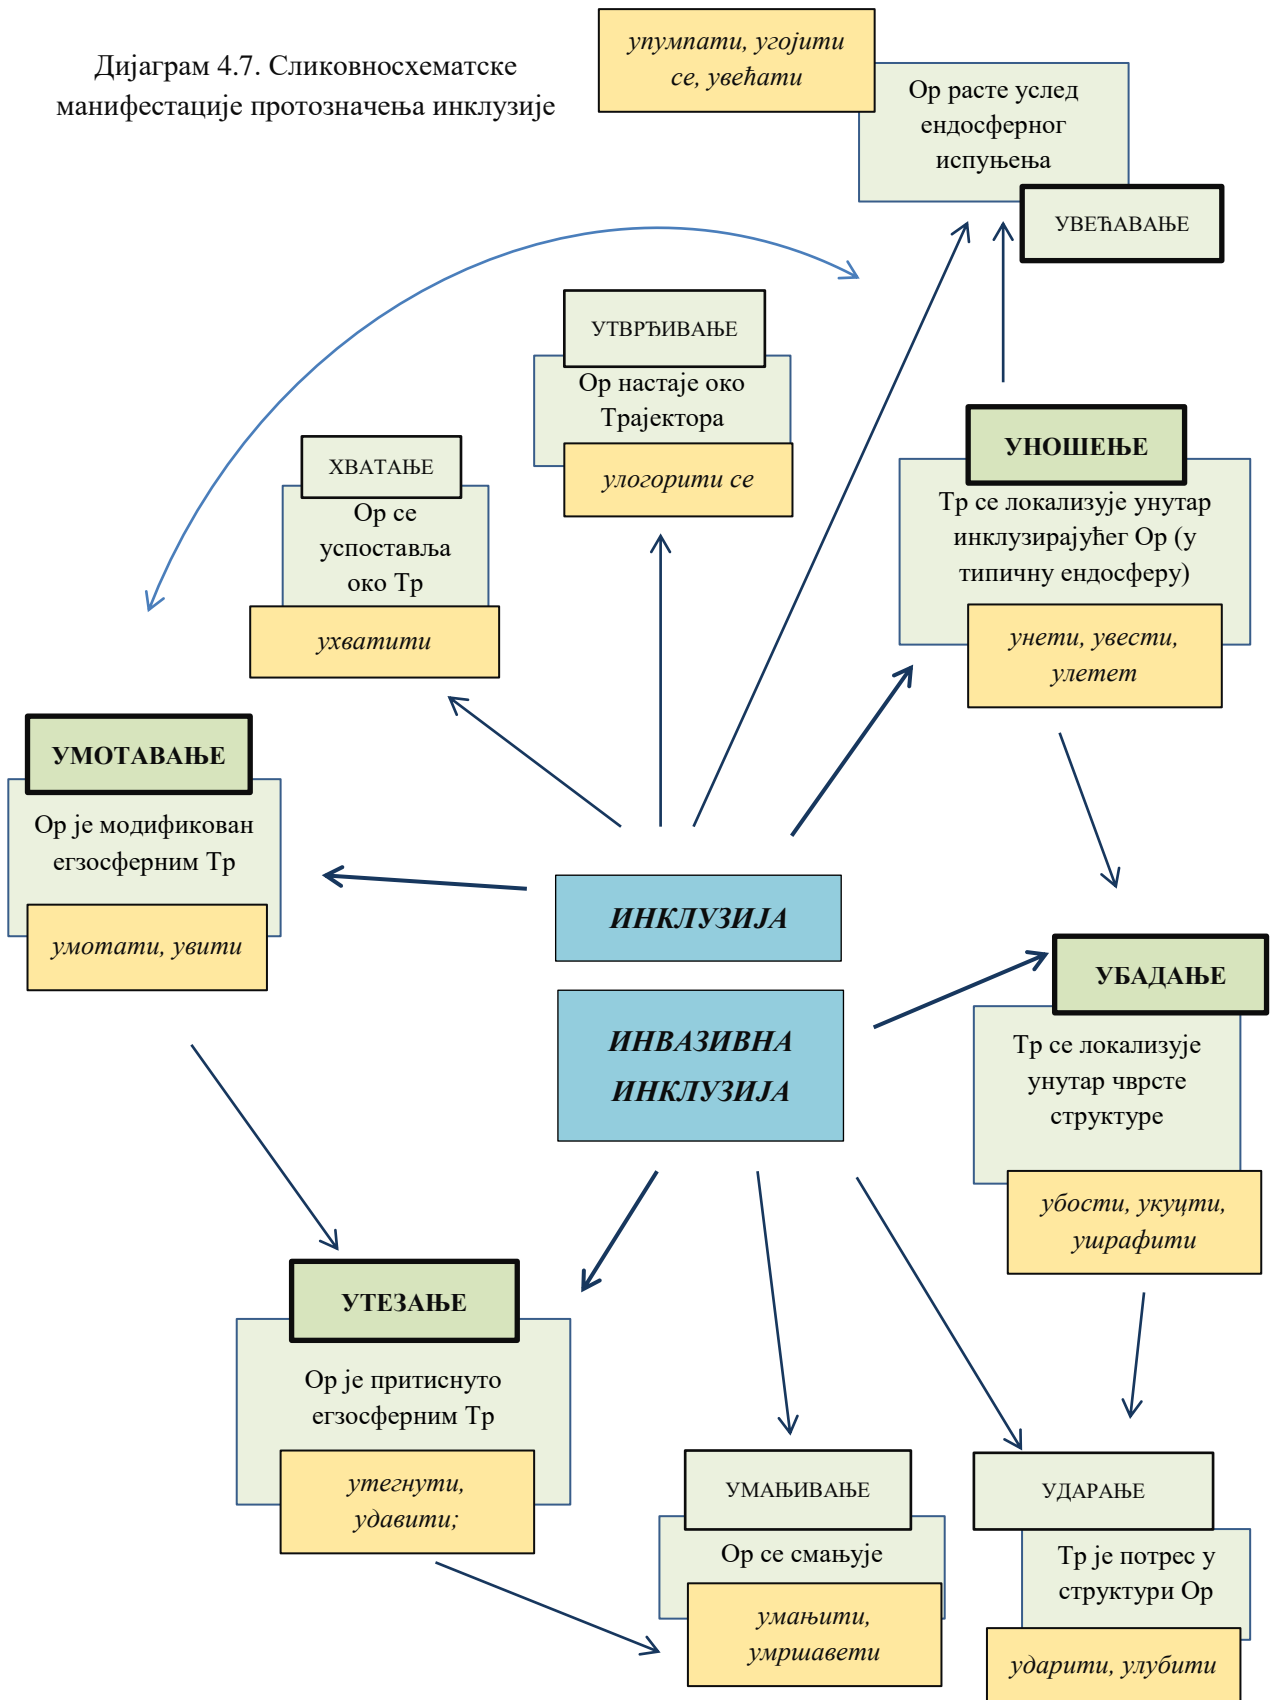 Дијаграм 4.7. Сликовносхематске
манифестације протозначења инклузије
упумпати, угојити
се, увећати
Ор расте услед
ендосферног
испуњења
УВЕЋАВАЊЕ
УТВРЂИВАЊЕ
Ор настаје око
Трајектора
улогорити се
ХВАТАЊЕ
Ор се
успоставља
око Тр
ухватити
УНОШЕЊЕ
Тр се локализује унутар
инклузирајућег Ор (у
типичну ендосферу)
унети, увести,
улетет
УМОТАВАЊЕ
Ор је модификован
егзосферним Тр
умотати, увити
ИНКЛУЗИЈА
ИНВАЗИВНА
ИНКЛУЗИЈА
УБАДАЊЕ
Тр се локализује
унутар чврсте
структуре
убости, укуцти,
ушрафити
УТЕЗАЊЕ
Ор је притиснуто
егзосферним Тр
утегнути,
удавити;
УМАЊИВАЊЕ
Ор се смањује
умањити,
умршавети
УДАРАЊЕ
Тр је потрес у
структури Ор
ударити, улубити